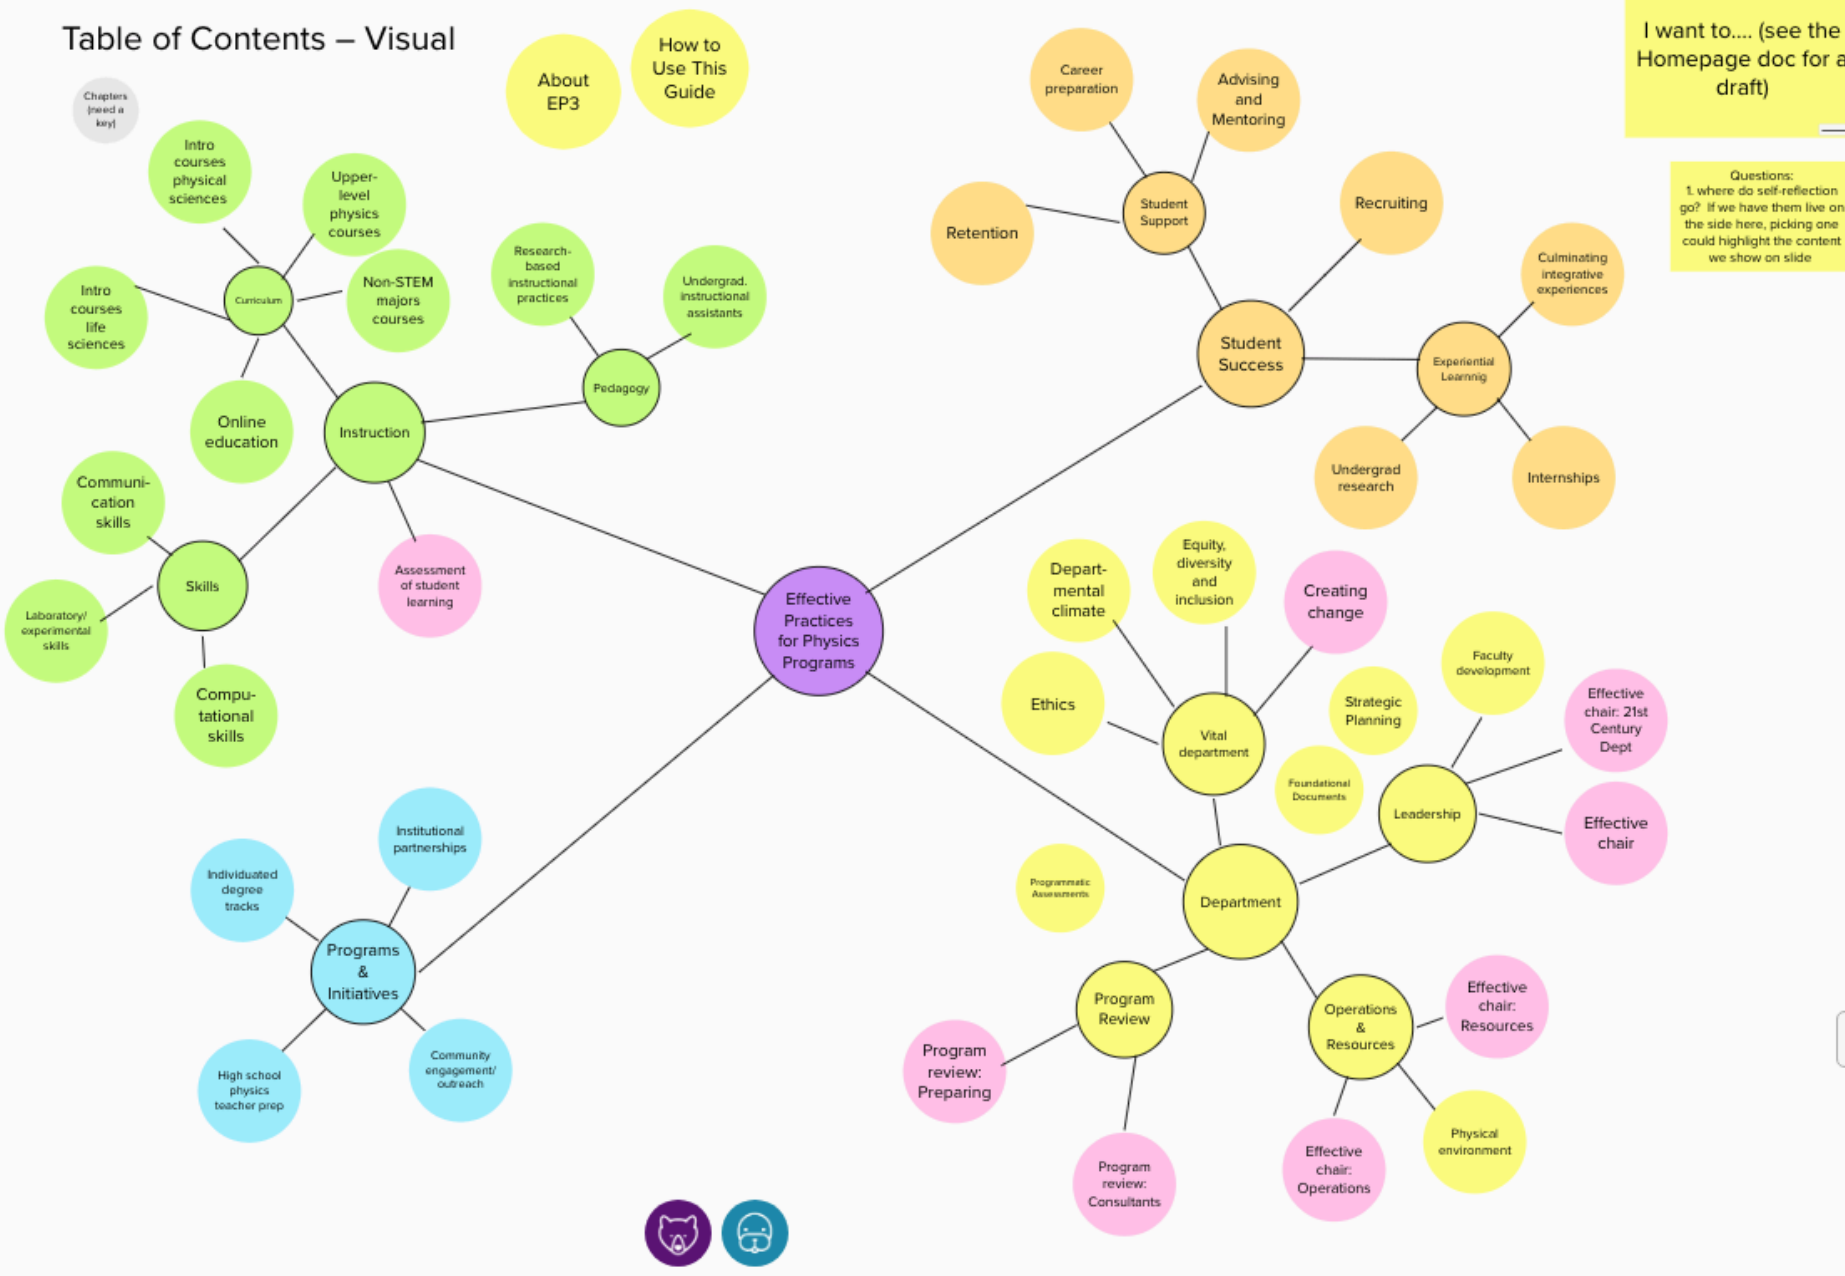 Table of Contents – Visual
Chapters
(need a
key)
About
EP3
How to
Use This
Guide
I want to.... (see the
Homepage doc for a
draft)
Questions:
1. where do self-reflection
go? If we have them live on
the side here, picking one
could highlight the content
we show on slide
Intro
courses
physical
sciences
Upper-
level
physics
courses
Curriculum
Non-STEM
majors
courses
Intro
courses
life
sciences
Online
education
Research-
based
instructional
practices
Undergrad.
instructional
assistants
Pedagogy
Instruction
Communi-
cation
skills
Skills
Laboratory/
experimental
skills
Compu-
tational
skills
Assessment
of student
learning
Career
preparation
Advising
and
Mentoring
Student
Support
Retention
Recruiting
Student
Success
Culminating
integrative
experiences
Experiential
Learnnig
Undergrad
research
Internships
Effective
Practices
for Physics
Programs
Depart-
mental
climate
Equity,
diversity
and
inclusion
Creating
change
Ethics
Vital
department
Strategic
Planning
Foundational
Documents
Faculty
development
Effective
chair: 21st
Century
Dept
Leadership
Effective
chair
Programmatic
Assessments
Department
Program
Review
Program
review:
Preparing
Program
review:
Consultants
Operations
&
Resources
Effective
chair:
Resources
Effective
chair:
Operations
Physical
environment
Institutional
partnerships
Individuated
degree
tracks
Programs
&
Initiatives
High school
physics
teacher prep
Community
engagement/
outreach